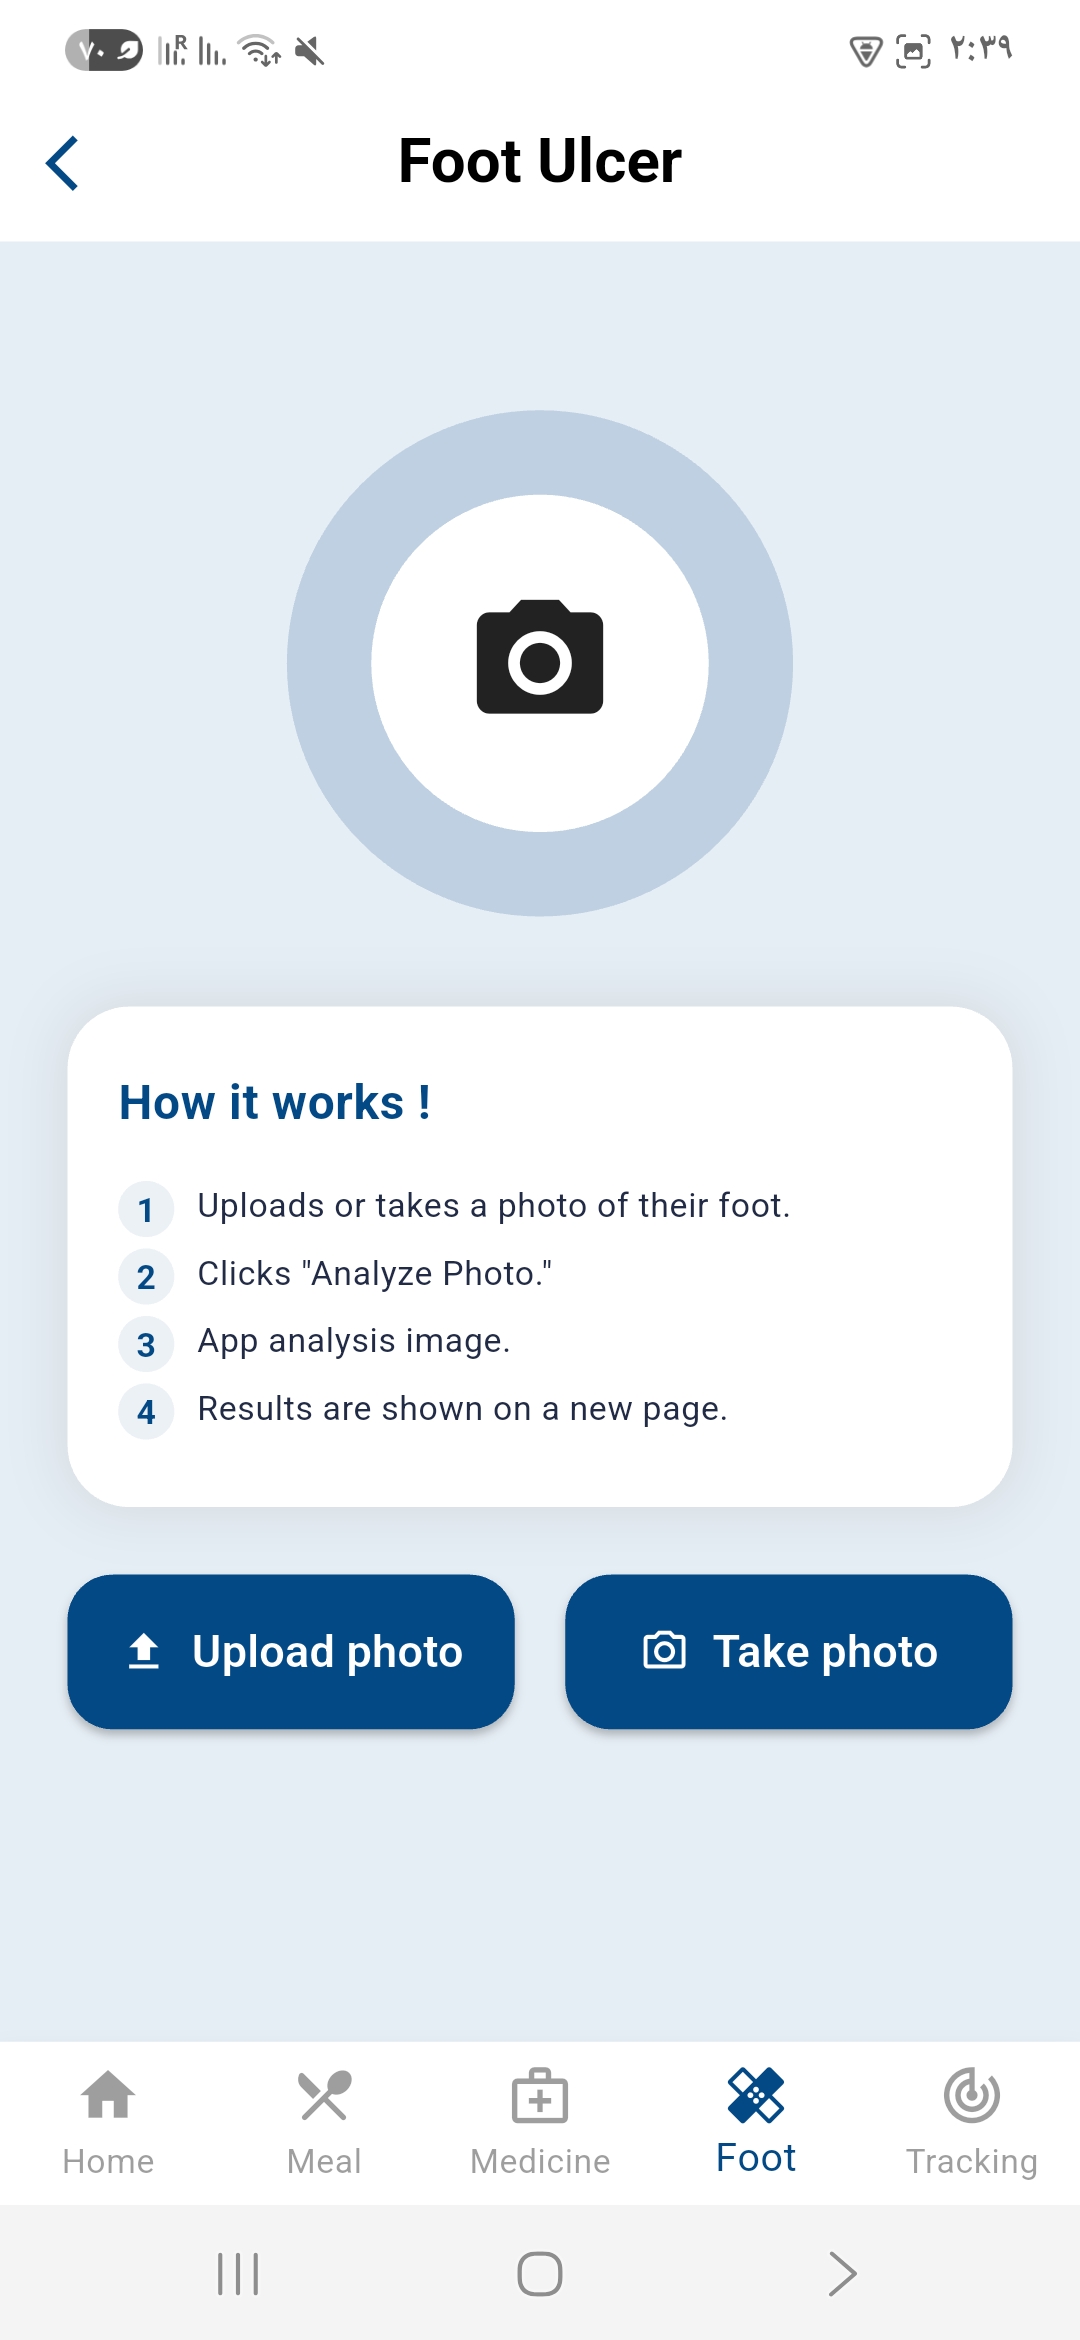 ٧٠ R ٢:٣٩
Foot Ulcer
How it works !
1 Uploads or takes a photo of their foot.
2 Clicks "Analyze Photo."
3 App analysis image.
4 Results are shown on a new page.
Upload photo Take photo
Home Meal Medicine Foot Tracking